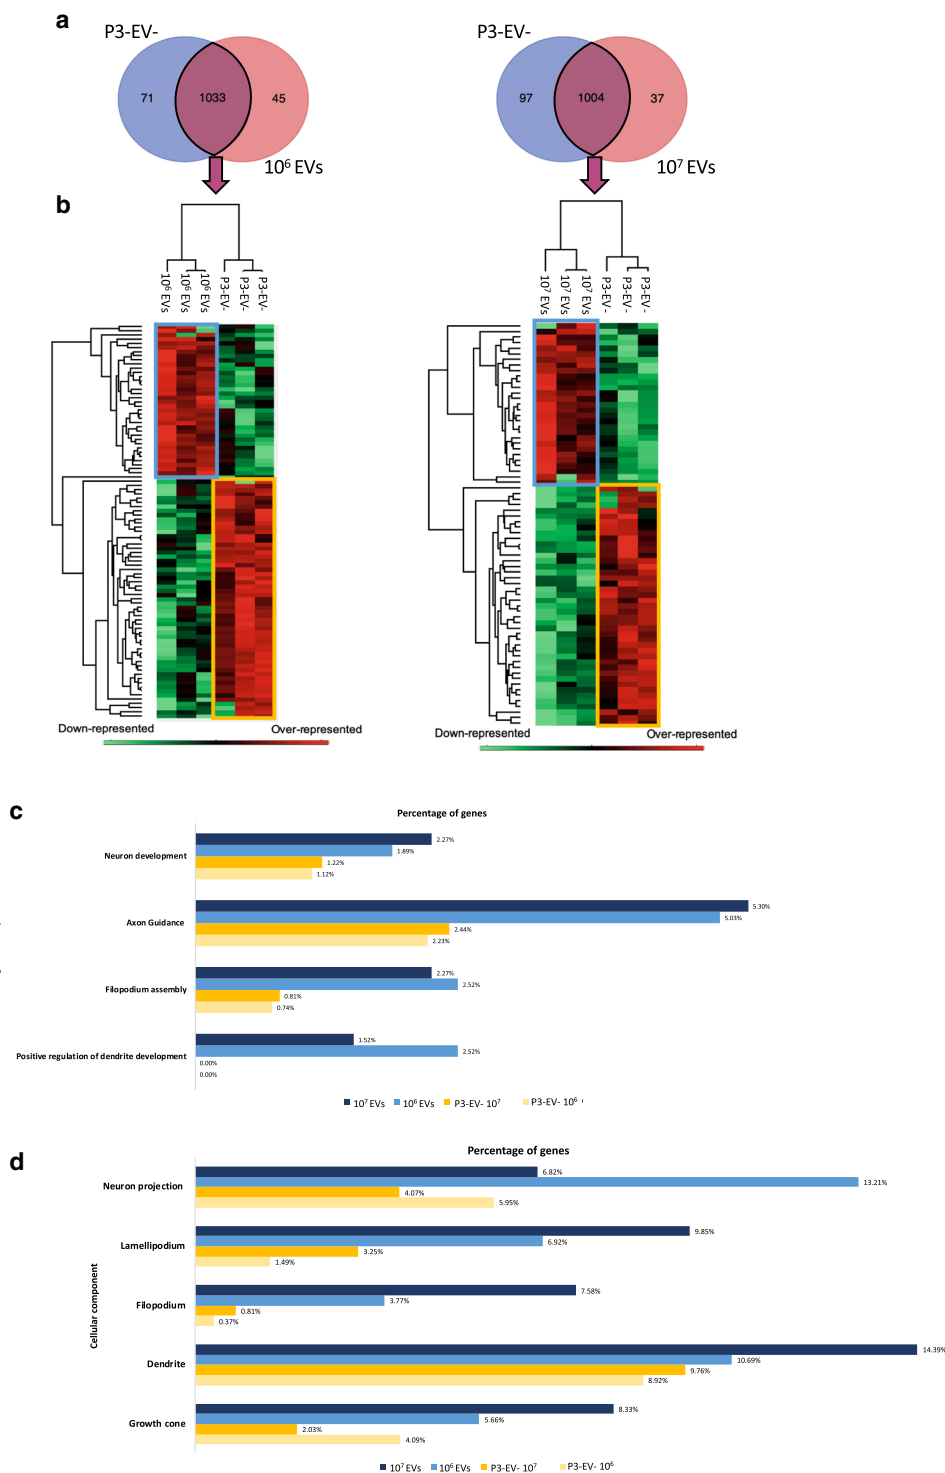 a
P3-EV-
P3-EV-
71
1033
45
97
1004
37
10⁶ EVs
10⁷ EVs
b
10⁶ EVs
10⁶ EVs
10⁶ EVs
P3-EV-
P3-EV-
P3-EV-
10⁷ EVs
10⁷ EVs
10⁷ EVs
P3-EV-
P3-EV-
P3-EV-
Down-represented
Over-represented
Down-represented
Over-represented
c
Percentage of genes
Neuron development
2.27%
1.89%
1.22%
1.12%
Axon Guidance
5.30%
5.03%
2.44%
2.23%
Filopodium assembly
2.27%
2.52%
0.81%
0.74%
Positive regulation of dendrite development
1.52%
2.52%
0.00%
0.00%
10⁷ EVs
10⁶ EVs
P3-EV- 10⁷
P3-EV- 10⁶
d
Percentage of genes
Cellular component
Neuron projection
6.82%
13.21%
4.07%
5.95%
Lamellipodium
9.85%
6.92%
3.25%
1.49%
Filopodium
7.58%
3.77%
0.81%
0.37%
Dendrite
14.39%
10.69%
9.76%
8.92%
Growth cone
8.33%
5.66%
2.03%
4.09%
10⁷ EVs
10⁶ EVs
P3-EV- 10⁷
P3-EV- 10⁶